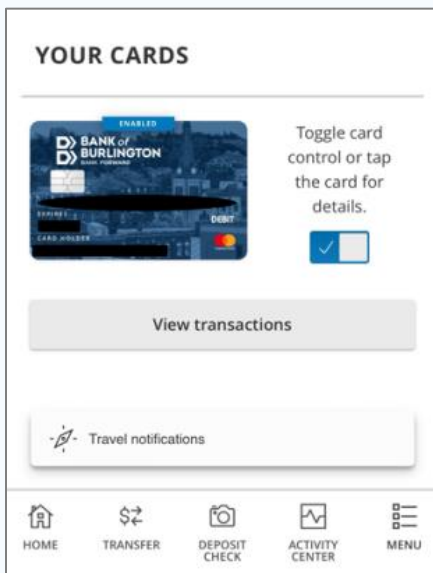 YOUR CARDS
ENABLED
BANK of
BURLINGTON
BANK FORWARD
EXPIRES
DEBIT
CARD HOLDER
Toggle card
control or tap
the card for
details.
View transactions
Travel notifications
HOME
TRANSFER
DEPOSIT
CHECK
ACTIVITY
CENTER
MENU